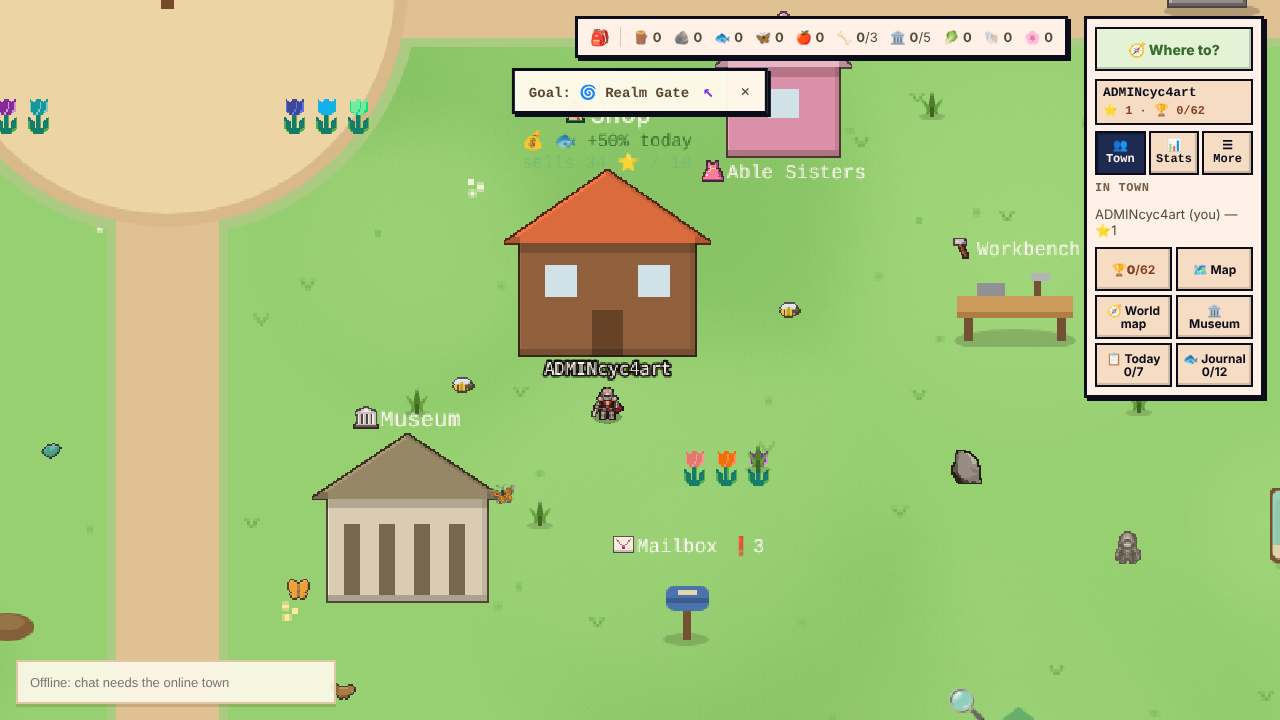 0 0 0 0 0 0/3 0/5 0 0 0
Where to?
Goal: Realm Gate ×
ADMINcyc4art
1 · 0/62
Shop
+50% today
Town
Stats
More
Able Sisters
IN TOWN
ADMINcyc4art (you) —
1
Workbench
0/62
Map
World map
Museum
Today 0/7
Journal 0/12
ADMINcyc4art
Museum
Mailbox ❗3
Offline: chat needs the online town